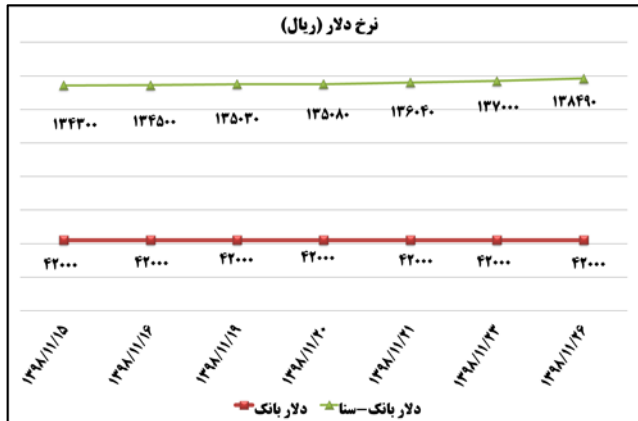 نرخ دلار (ریال)
۱۳۴۳۰۰ ۱۳۴۵۰۰ ۱۳۵۰۳۰ ۱۳۵۰۸۰ ۱۳۶۰۴۰ ۱۳۷۰۰۰ ۱۳۸۴۹۰
۴۲۰۰۰ ۴۲۰۰۰ ۴۲۰۰۰ ۴۲۰۰۰ ۴۲۰۰۰ ۴۲۰۰۰ ۴۲۰۰۰
۱۳۹۸/۱۱/۱۵ ۱۳۹۸/۱۱/۱۶ ۱۳۹۸/۱۱/۱۹ ۱۳۹۸/۱۱/۲۰ ۱۳۹۸/۱۱/۲۱ ۱۳۹۸/۱۱/۲۳ ۱۳۹۸/۱۱/۲۶
دلار بانک-سنا دلار بانک